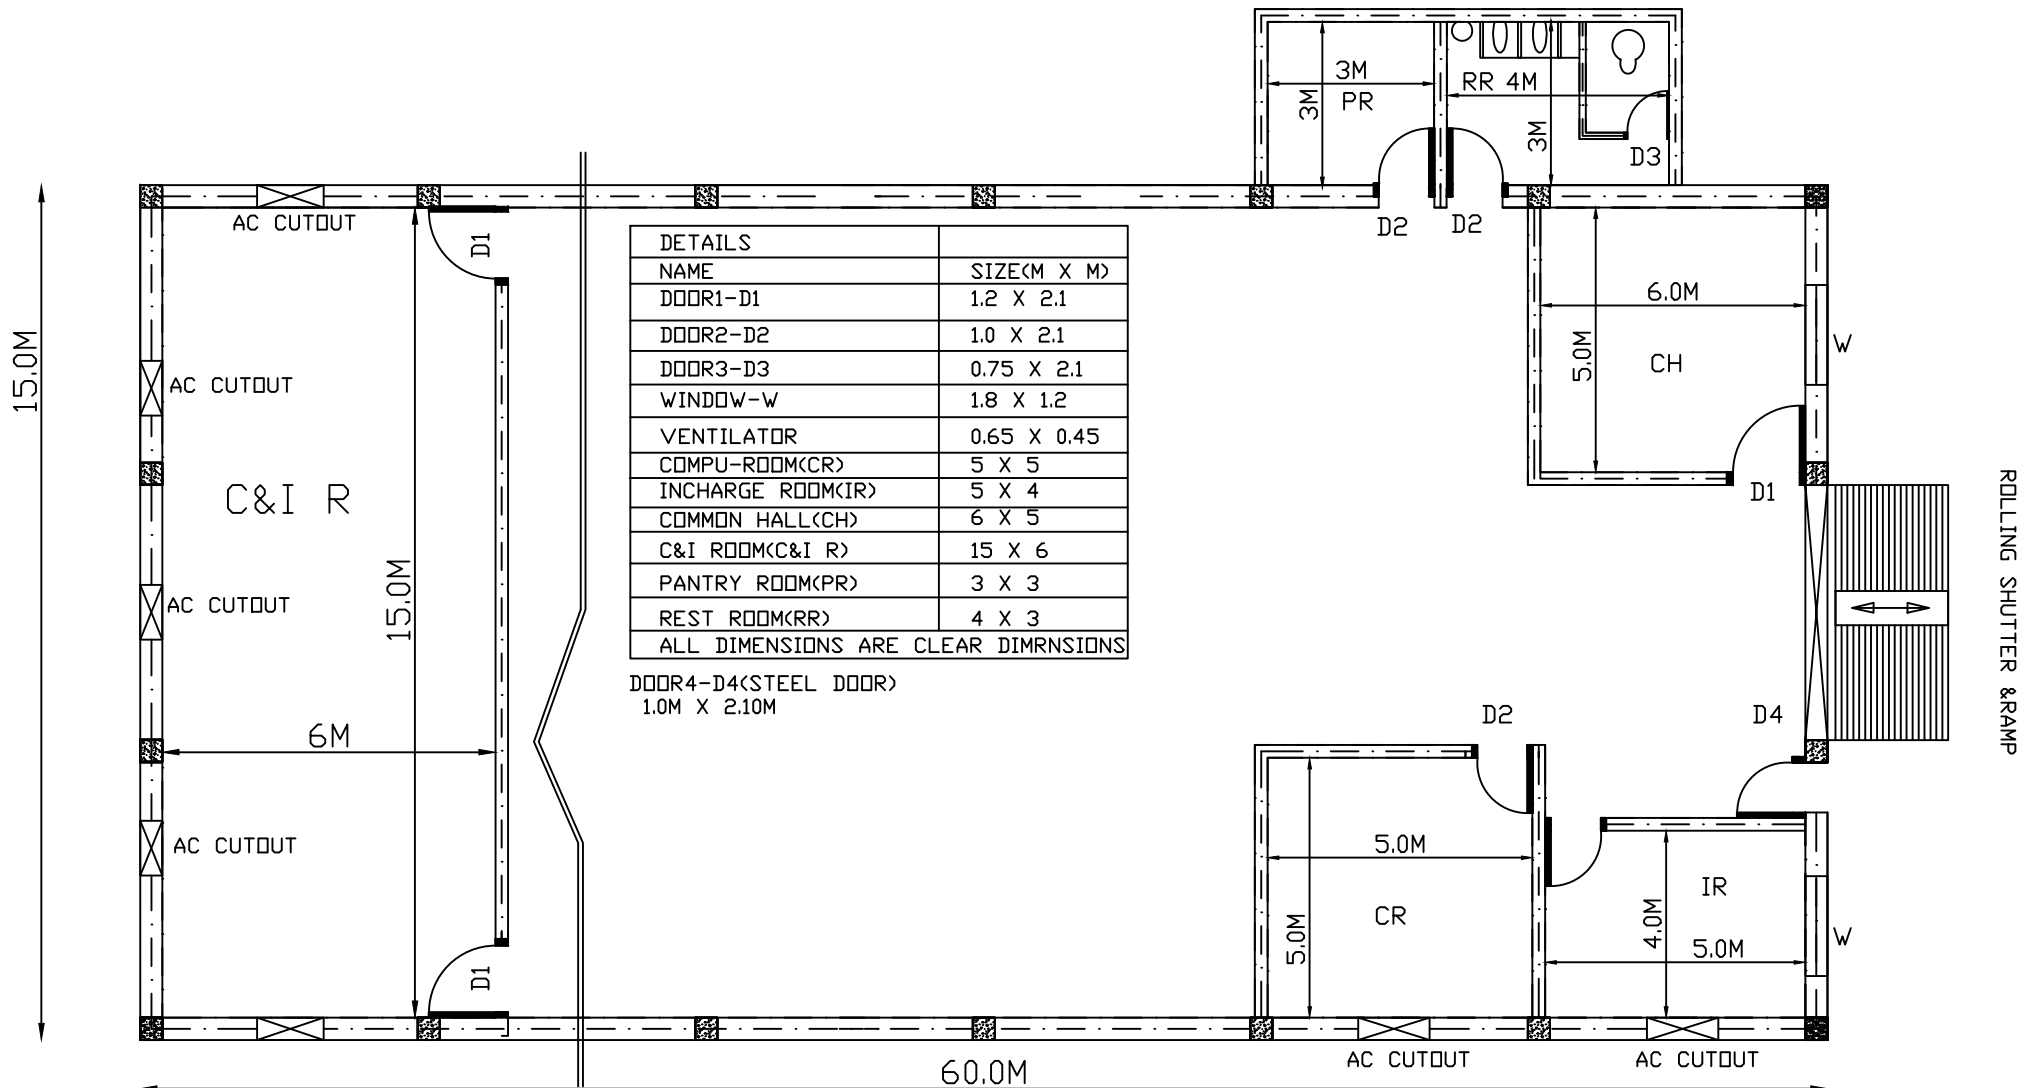 3M
PR
3M
RR 4M
3M
D3
AC CUTOUT
D1
D2
D2
15.0M
AC CUTOUT
C&I R
AC CUTOUT
15.0M
6M
AC CUTOUT
D1
DETAILS
NAME SIZE(M X M)
DOOR1-D1 1.2 X 2.1
DOOR2-D2 1.0 X 2.1
DOOR3-D3 0.75 X 2.1
WINDOW-W 1.8 X 1.2
VENTILATOR 0.65 X 0.45
COMPU-ROOM(CR) 5 X 5
INCHARGE ROOM(IR) 5 X 4
COMMON HALL(CH) 6 X 5
C&I ROOM(C&I R) 15 X 6
PANTRY ROOM(PR) 3 X 3
REST ROOM(RR) 4 X 3
ALL DIMENSIONS ARE CLEAR DIMRNSIONS
DOOR4-D4(STEEL DOOR)
1.0M X 2.10M
6.0M
5.0M
CH
W
D1
ROLLING SHUTTER &RAMP
D2
D4
5.0M
CR
5.0M
IR
4.0M
5.0M
W
AC CUTOUT
AC CUTOUT
60.0M